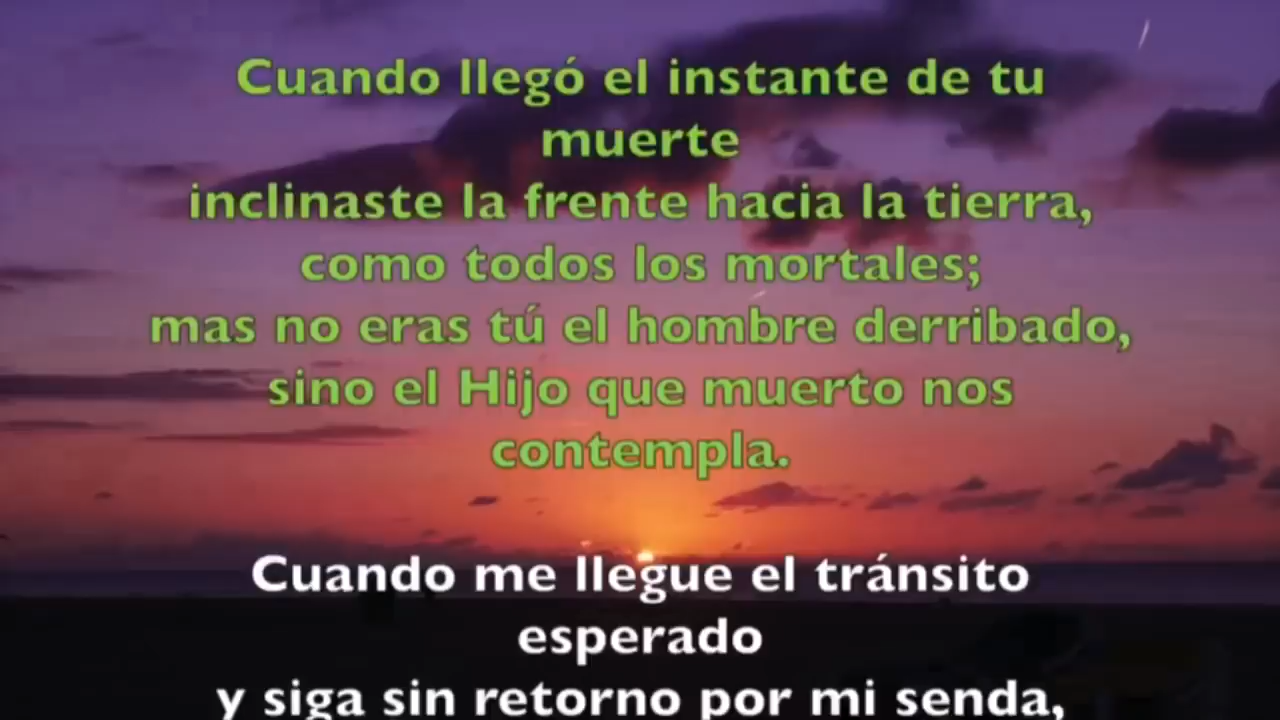 Cuando llegó el instante de tu
muerte
inclinaste la frente hacia la tierra,
como todos los mortales;
mas no eras tú el hombre derribado,
sino el Hijo que muerto nos
contempla.
Cuando me llegue el tránsito
esperado
y siga sin retorno por mi senda,